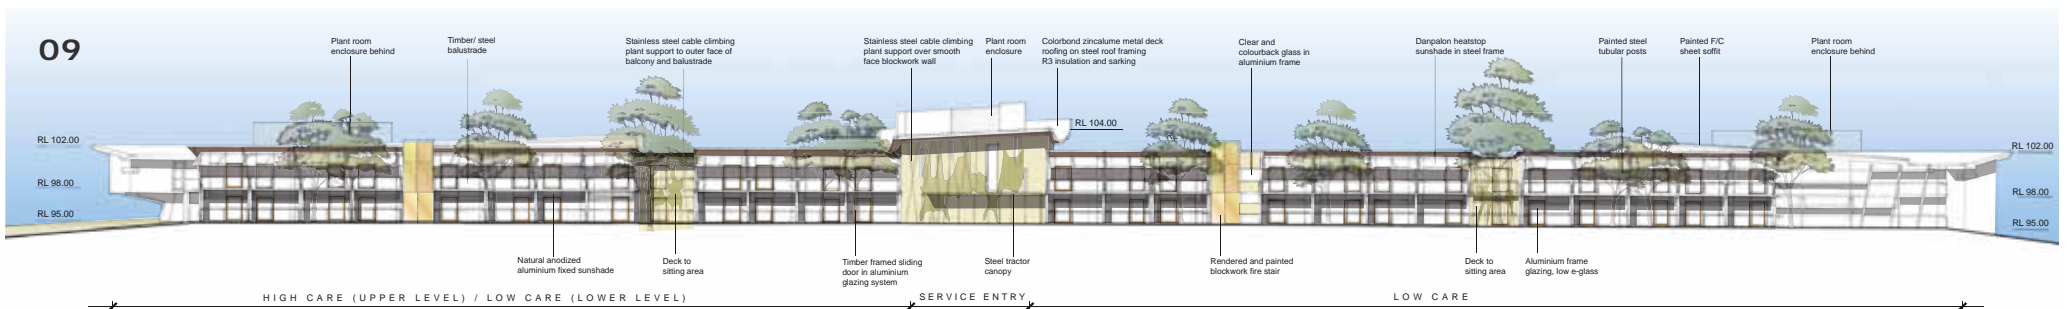 09
Plant room
enclosure behind
Timber/ steel
balustrade
Stainless steel cable climbing
plant support to outer face of
balcony and balustrade
Stainless steel cable climbing
plant support over smooth
face blockwork wall
Plant room
enclosure
Colorbond zincalume metal deck
roofing on steel roof framing
R3 insulation and sarking
Clear and
colourback glass in
aluminium frame
Danpalon heatstop
sunshade in steel frame
Painted steel
tubular posts
Painted F/C
sheet soffit
Plant room
enclosure behind
RL 104.00
RL 102.00
RL 98.00
RL 95.00
RL 102.00
RL 98.00
RL 95.00
Natural anodized
aluminium fixed sunshade
Deck to
sitting area
Timber framed sliding
door in aluminium
glazing system
Steel tractor
canopy
Rendered and painted
blockwork fire stair
Deck to
sitting area
Aluminium frame
glazing, low e-glass
HIGH CARE (UPPER LEVEL) / LOW CARE (LOWER LEVEL)
SERVICE ENTRY
LOW CARE